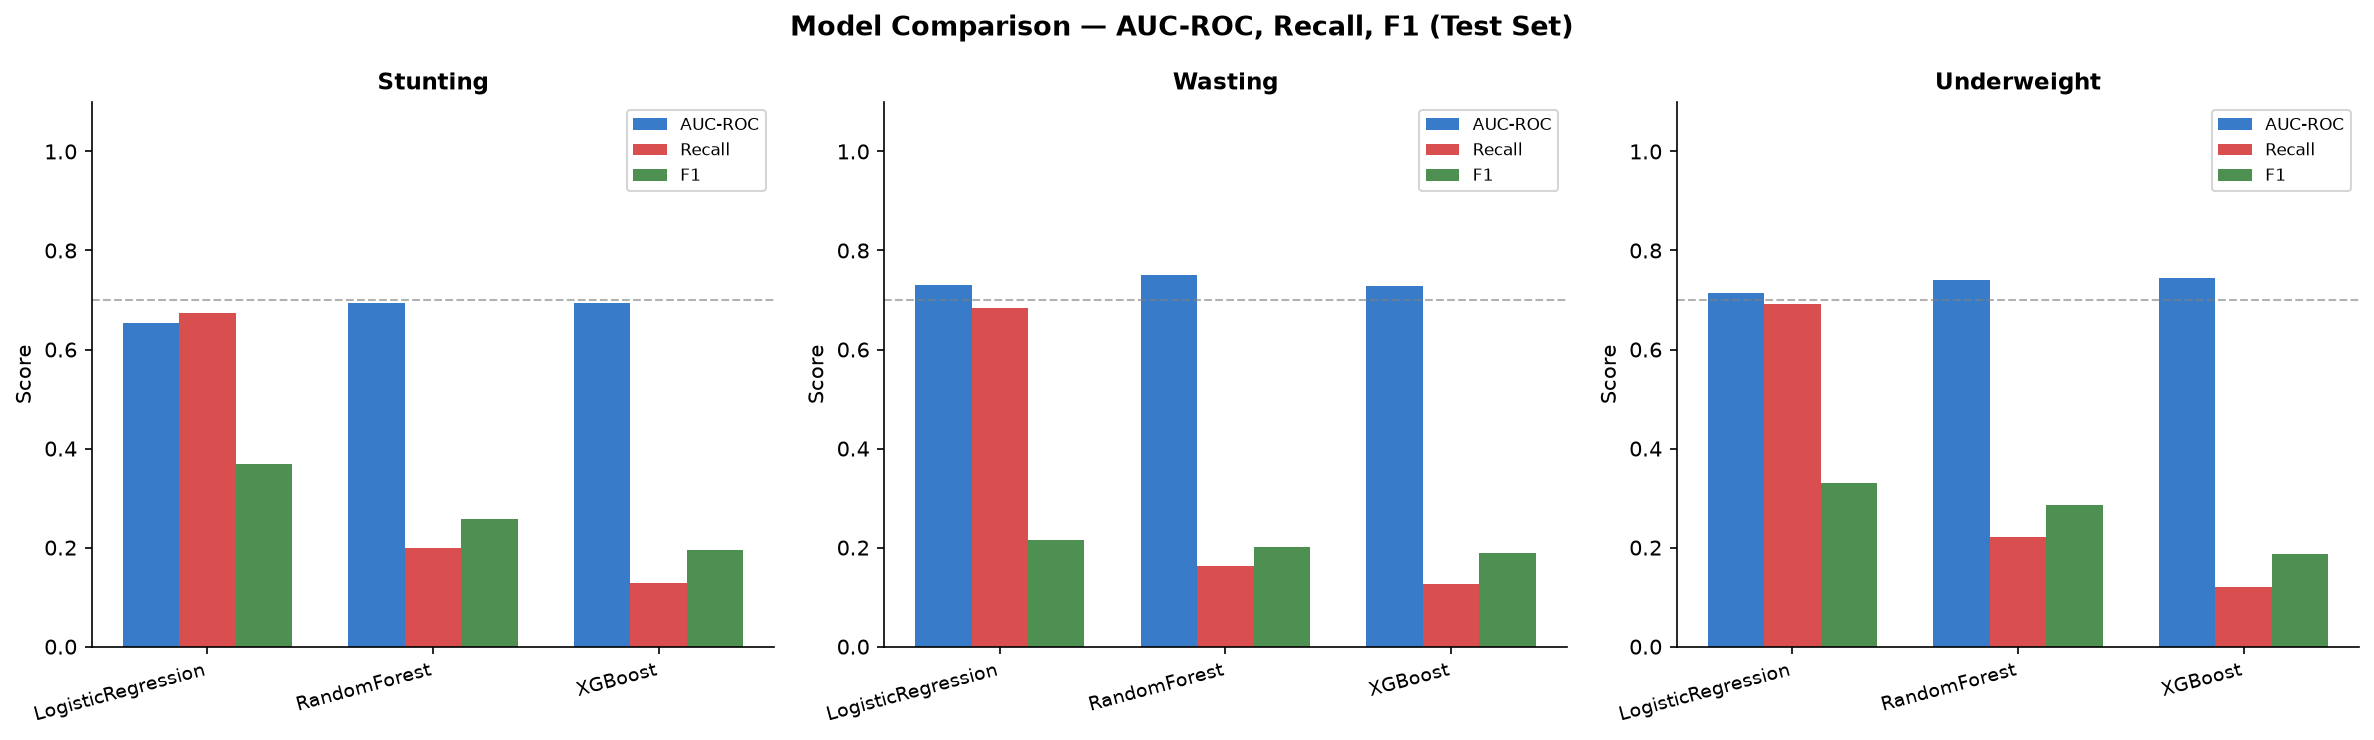 Model Comparison — AUC-ROC, Recall, F1 (Test Set)
Stunting
AUC-ROC
Recall
F1
1.0
0.8
0.6
0.4
0.2
0.0
Score
LogisticRegression
RandomForest
XGBoost
Wasting
AUC-ROC
Recall
F1
1.0
0.8
0.6
0.4
0.2
0.0
Score
LogisticRegression
RandomForest
XGBoost
Underweight
AUC-ROC
Recall
F1
1.0
0.8
0.6
0.4
0.2
0.0
Score
LogisticRegression
RandomForest
XGBoost